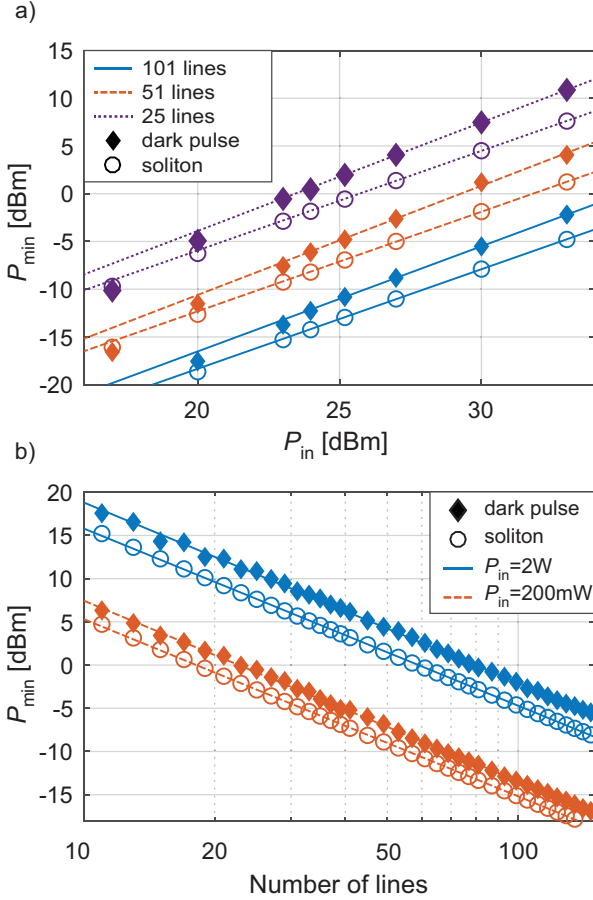 a)
15
10
5
0
-5
-10
-15
-20
P_min [dBm]
101 lines
51 lines
25 lines
dark pulse
soliton
20
25
30
P_in [dBm]
b)
20
15
10
5
0
-5
-10
-15
P_min [dBm]
dark pulse
soliton
P_in=2W
P_in=200mW
10
20
50
100
Number of lines